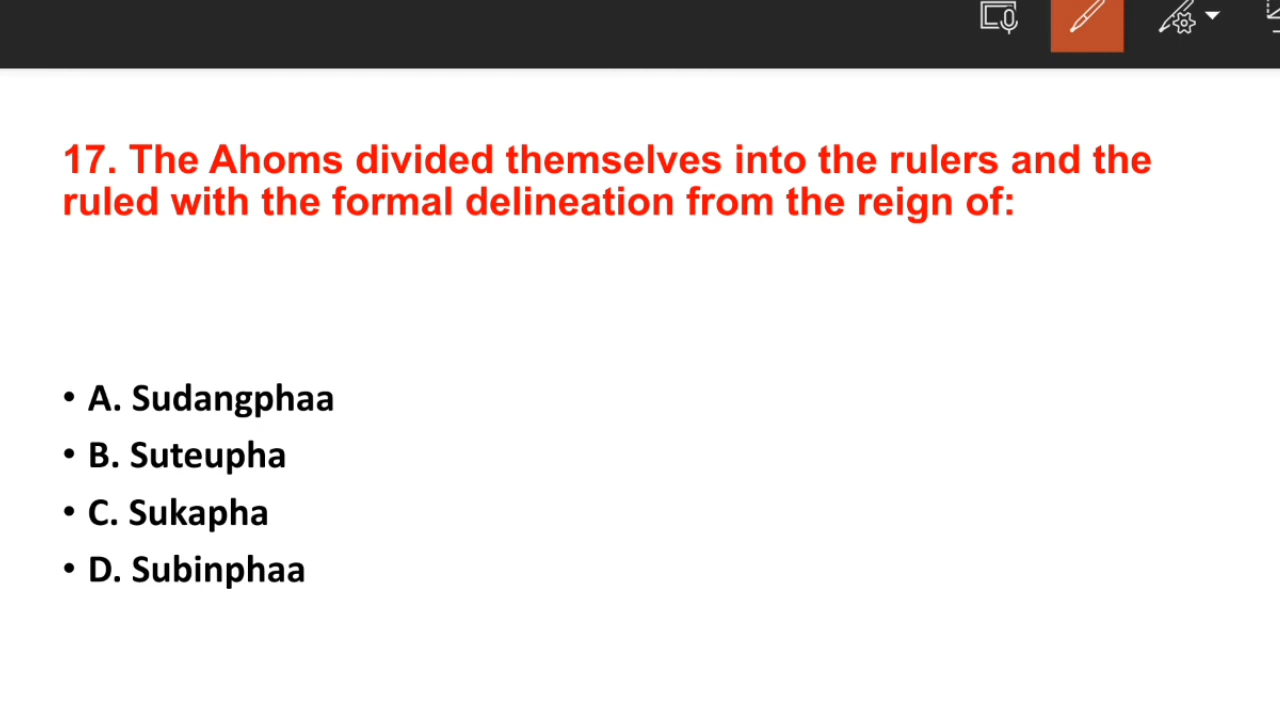 17. The Ahoms divided themselves into the rulers and the
ruled with the formal delineation from the reign of:
• A. Sudangphaa
• B. Suteupha
• C. Sukapha
• D. Subinphaa